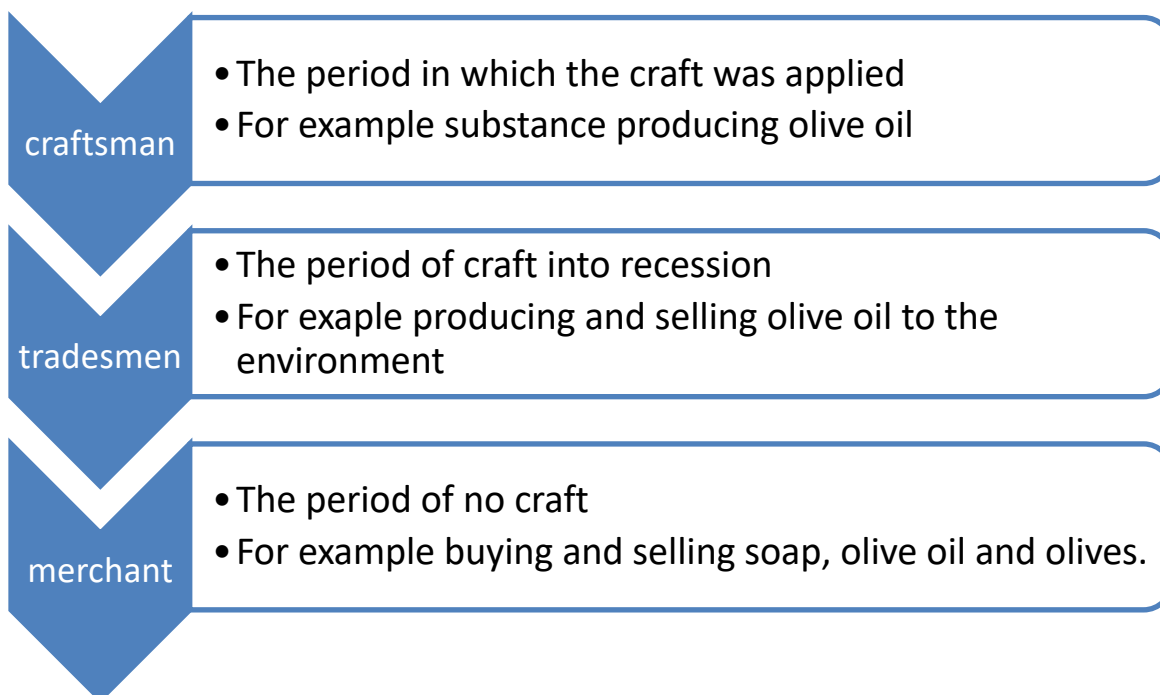 craftsman
• The period in which the craft was applied
• For example substance producing olive oil
tradesmen
• The period of craft into recession
• For exaple producing and selling olive oil to the
environment
merchant
• The period of no craft
• For example buying and selling soap, olive oil and olives.